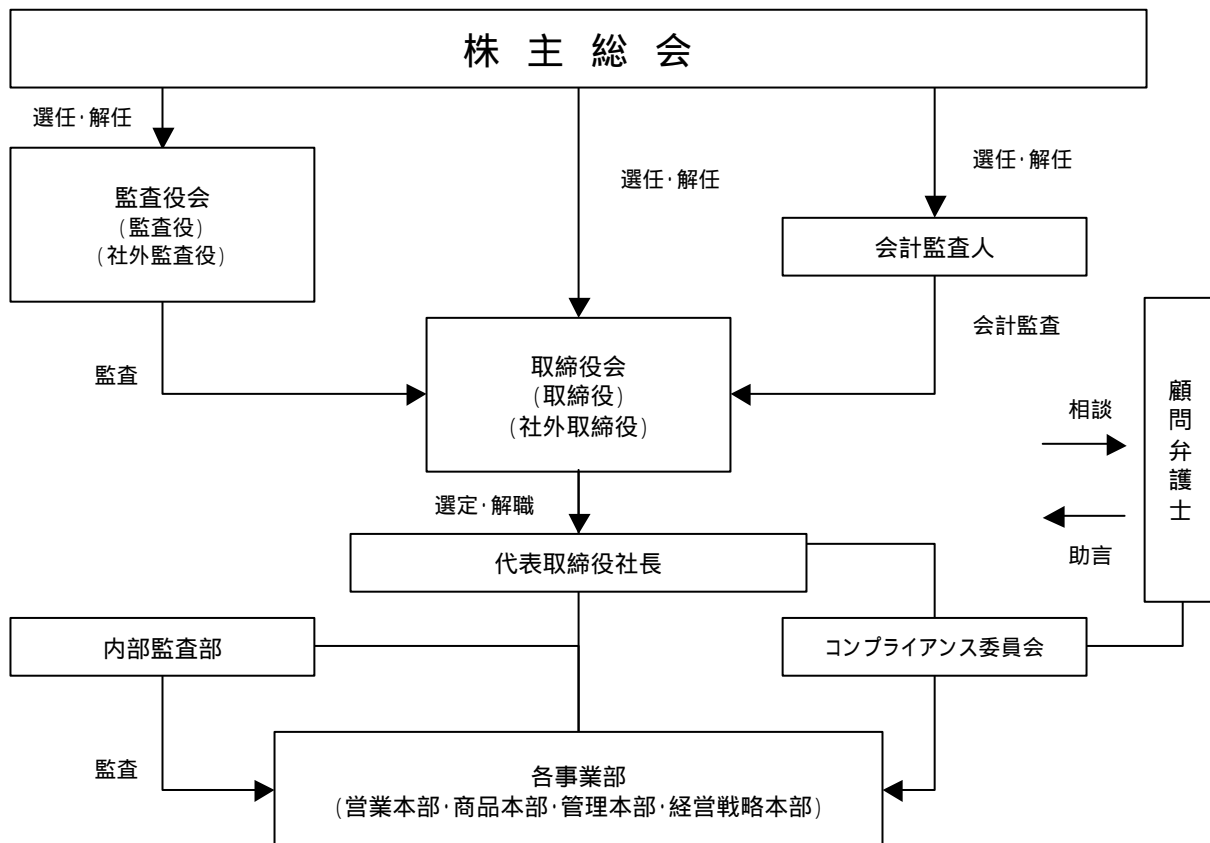 株主総会
選任・解任
選任・解任
選任・解任
監査役会
(監査役)
(社外監査役)
会計監査人
監査
会計監査
取締役会
(取締役)
(社外取締役)
相談
助言
顧問弁護士
選定・解職
代表取締役社長
内部監査部
コンプライアンス委員会
監査
各事業部
(営業本部・商品本部・管理本部・経営戦略本部)